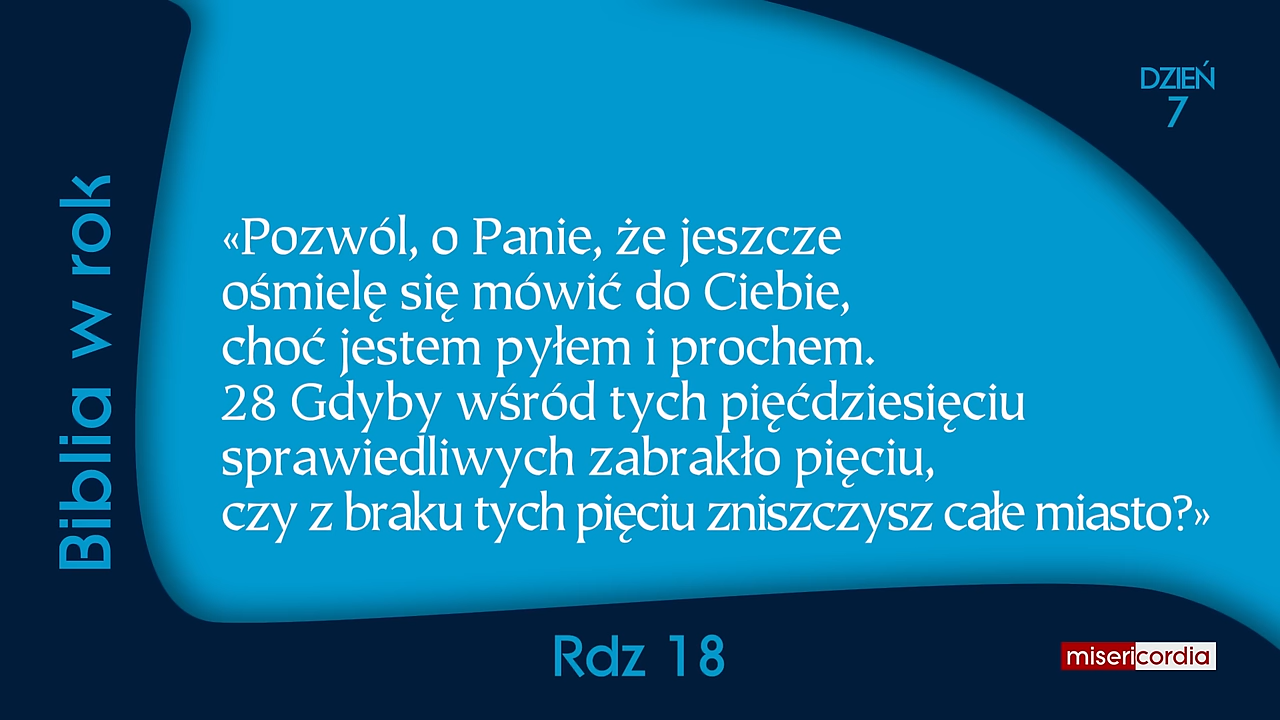 DZIEŃ
7
Biblia w rok
«Pozwól, o Panie, że jeszcze
ośmielę się mówić do Ciebie,
choć jestem pyłem i prochem.
28 Gdyby wśród tych pięćdziesięciu
sprawiedliwych zabrakło pięciu,
czy z braku tych pięciu zniszczysz całe miasto?»
Rdz 18
misericordia